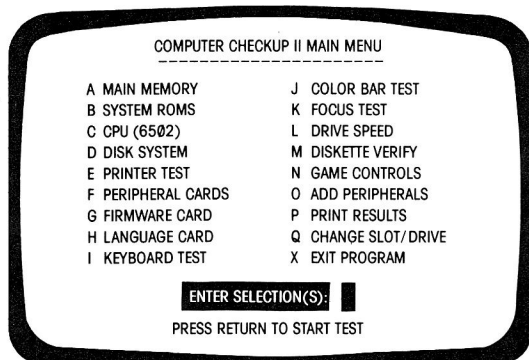 COMPUTER CHECKUP II MAIN MENU
A MAIN MEMORY
B SYSTEM ROMS
C CPU (6502)
D DISK SYSTEM
E PRINTER TEST
F PERIPHERAL CARDS
G FIRMWARE CARD
H LANGUAGE CARD
I KEYBOARD TEST
J COLOR BAR TEST
K FOCUS TEST
L DRIVE SPEED
M DISKETTE VERIFY
N GAME CONTROLS
O ADD PERIPHERALS
P PRINT RESULTS
Q CHANGE SLOT/DRIVE
X EXIT PROGRAM
ENTER SELECTION(S):
PRESS RETURN TO START TEST